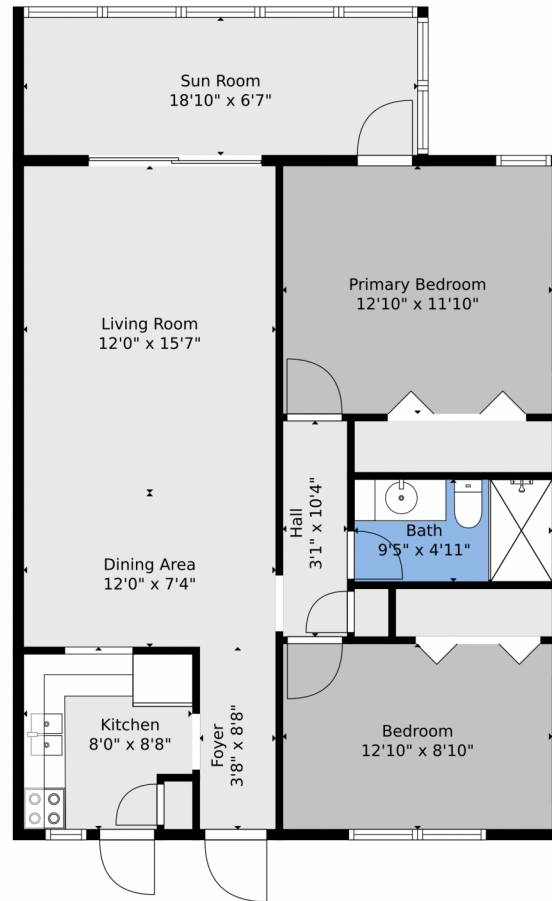 Sun Room
18'10" x 6'7"
Primary Bedroom
12'10" x 11'10"
Living Room
12'0" x 15'7"
Hall
3'1" x 10'4"
Bath
9'5" x 4'11"
Dining Area
12'0" x 7'4"
Kitchen
8'0" x 8'8"
Foyer
3'8" x 8'8"
Bedroom
12'10" x 8'10"